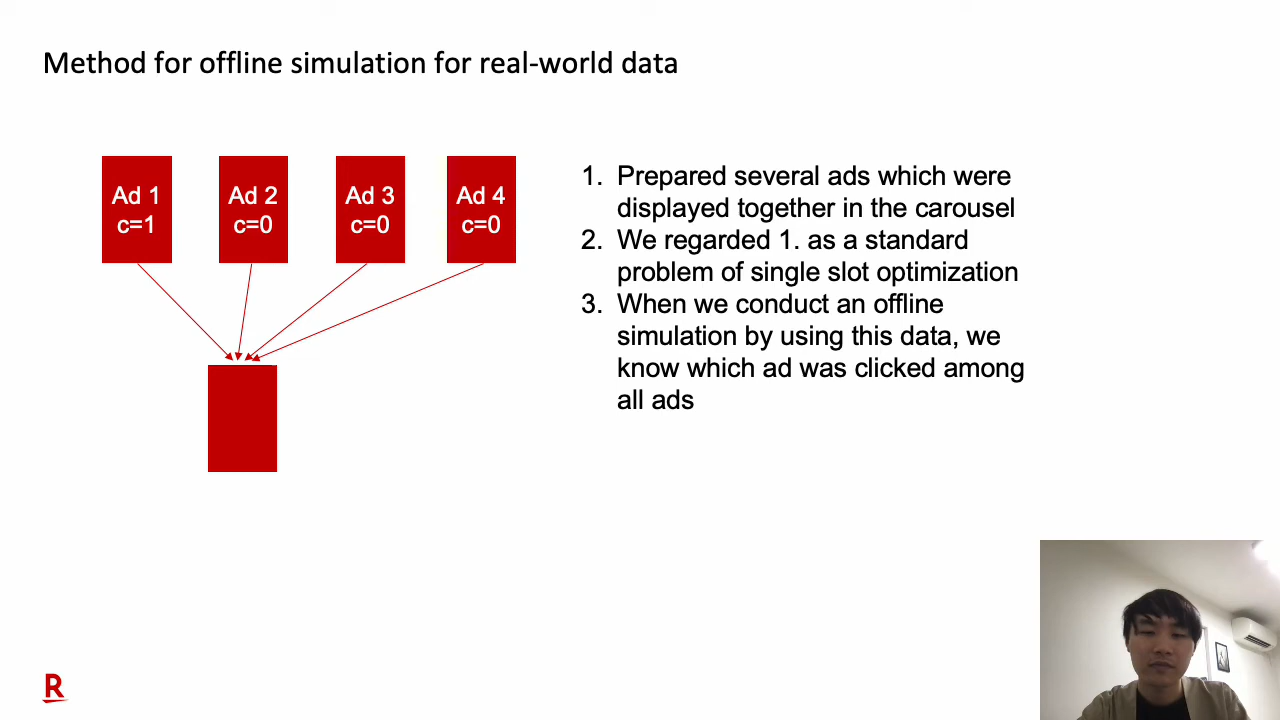 Method for offline simulation for real-world data
Ad 1
c=1
Ad 2
c=0
Ad 3
c=0
Ad 4
c=0
1. Prepared several ads which were
displayed together in the carousel
2. We regarded 1. as a standard
problem of single slot optimization
3. When we conduct an offline
simulation by using this data, we
know which ad was clicked among
all ads
R